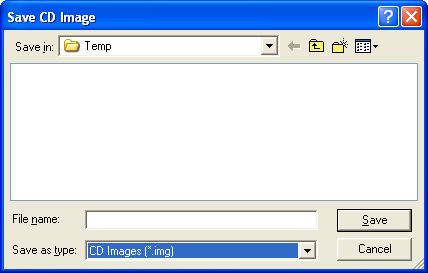 Save CD Image
Save in: Temp
File name:
Save
Save as type: CD Images (*.img)
Cancel